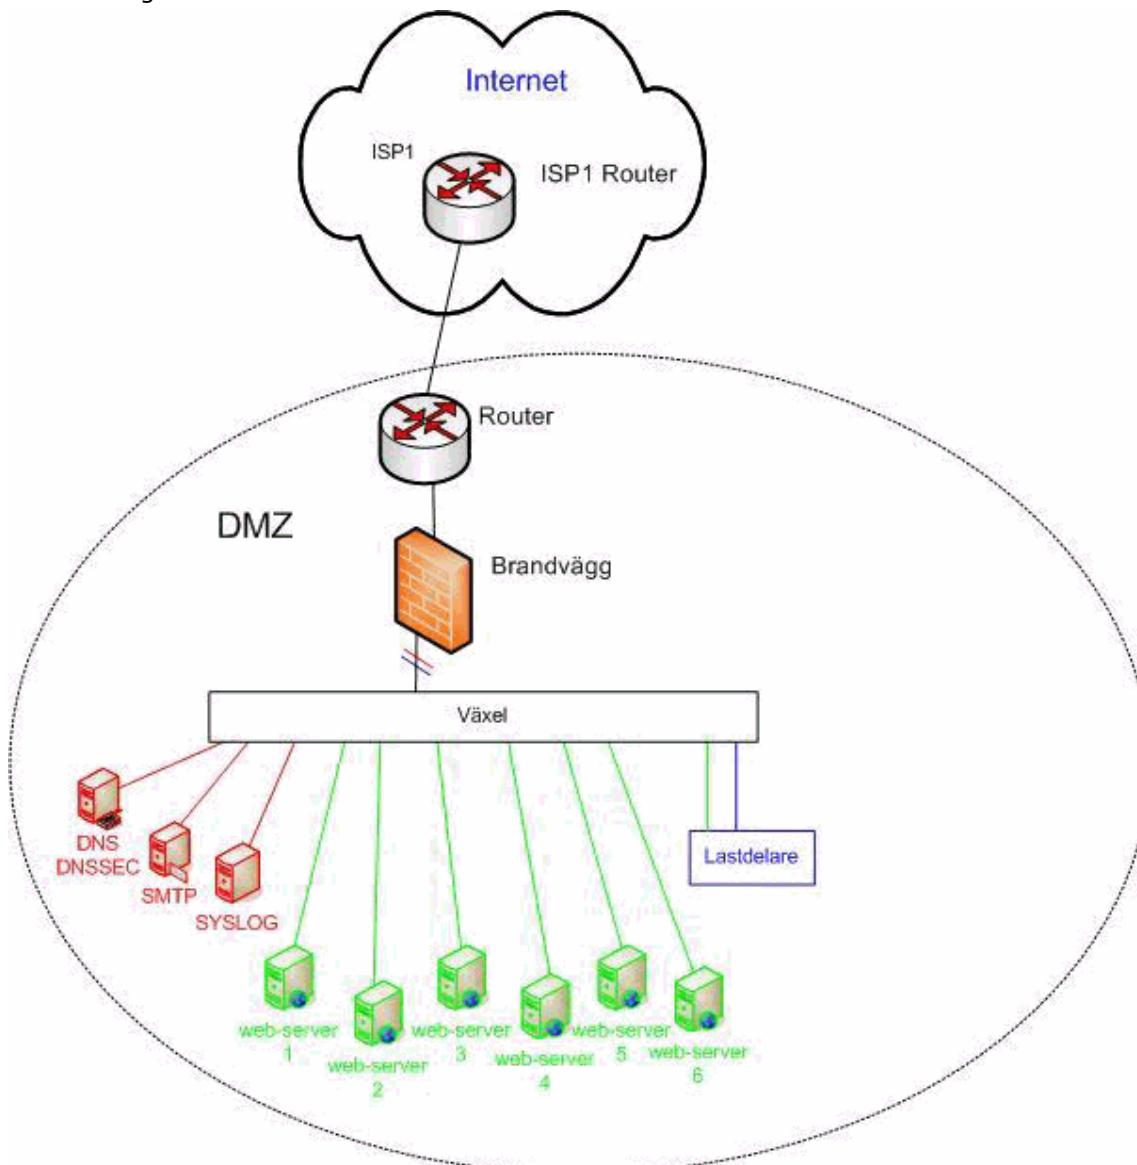 Internet
ISP1
ISP1 Router
Router
DMZ
Brandvägg
Växel
DNS
DNSSEC
SMTP
SYSLOG
Lastdelare
web-server
1
web-server
2
web-server
3
web-server
4
web-server
5
web-server
6